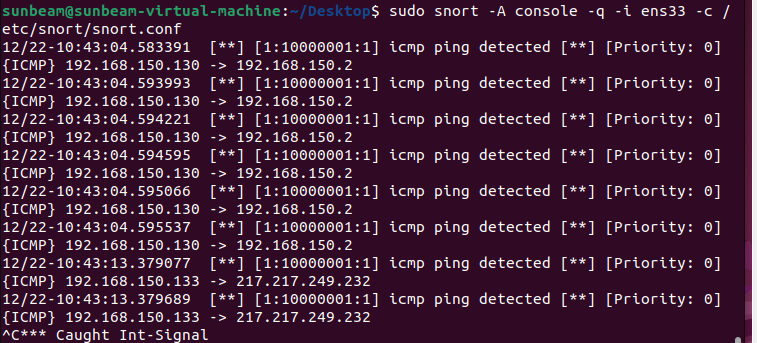 sunbeam@sunbeam-virtual-machine:~/Desktop$ sudo snort -A console -q -i ens33 -c /
etc/snort/snort.conf
12/22-10:43:04.583391  [**] [1:10000001:1] icmp ping detected [**] [Priority: 0]
{ICMP} 192.168.150.130 -> 192.168.150.2
12/22-10:43:04.593993  [**] [1:10000001:1] icmp ping detected [**] [Priority: 0]
{ICMP} 192.168.150.130 -> 192.168.150.2
12/22-10:43:04.594221  [**] [1:10000001:1] icmp ping detected [**] [Priority: 0]
{ICMP} 192.168.150.130 -> 192.168.150.2
12/22-10:43:04.594595  [**] [1:10000001:1] icmp ping detected [**] [Priority: 0]
{ICMP} 192.168.150.130 -> 192.168.150.2
12/22-10:43:04.595066  [**] [1:10000001:1] icmp ping detected [**] [Priority: 0]
{ICMP} 192.168.150.130 -> 192.168.150.2
12/22-10:43:04.595537  [**] [1:10000001:1] icmp ping detected [**] [Priority: 0]
{ICMP} 192.168.150.130 -> 192.168.150.2
12/22-10:43:13.379077  [**] [1:10000001:1] icmp ping detected [**] [Priority: 0]
{ICMP} 192.168.150.133 -> 217.217.249.232
12/22-10:43:13.379689  [**] [1:10000001:1] icmp ping detected [**] [Priority: 0]
{ICMP} 192.168.150.133 -> 217.217.249.232
^C*** Caught Int-Signal